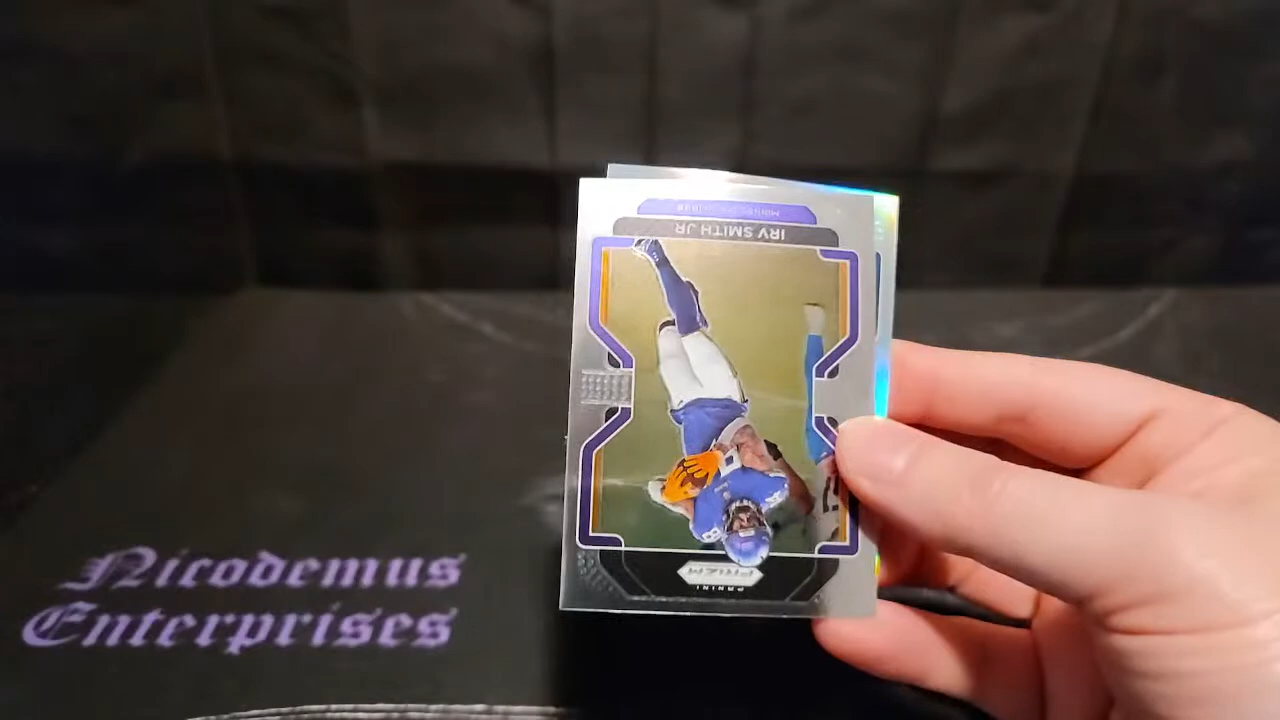 IRV SMITH JR
PRIZM
PANINI
Nicodemus
Enterprises